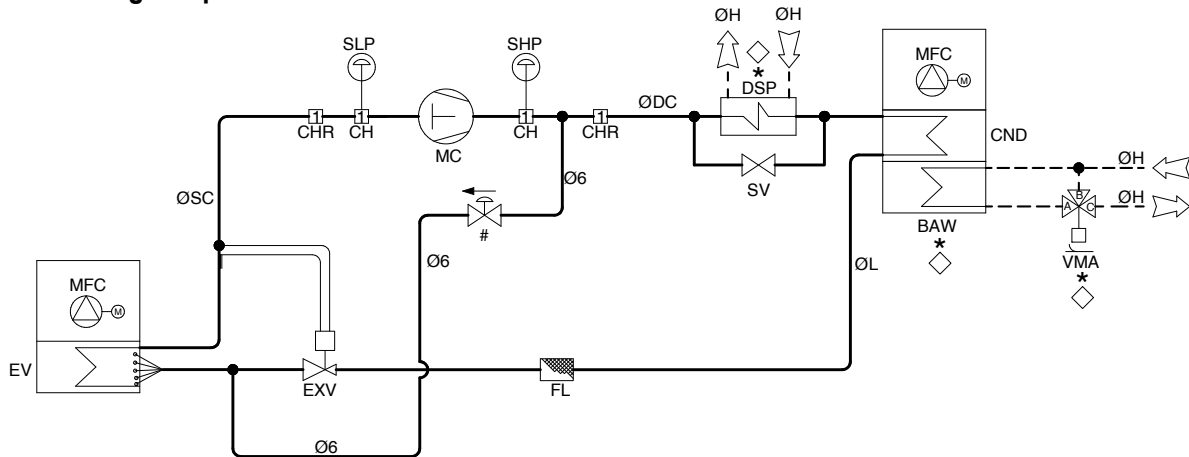 ØH
ØH
SLP
SHP
MFC
M
*
DSP
ØDC
1
1
1
1
CHR
CH
CH
CHR
MC
CND
SV
Ø6
ØH
ØSC
B
ØH
A
C
#
BAW
*
VMA
*
Ø6
ØL
MFC
M
EV
EXV
FL
Ø6